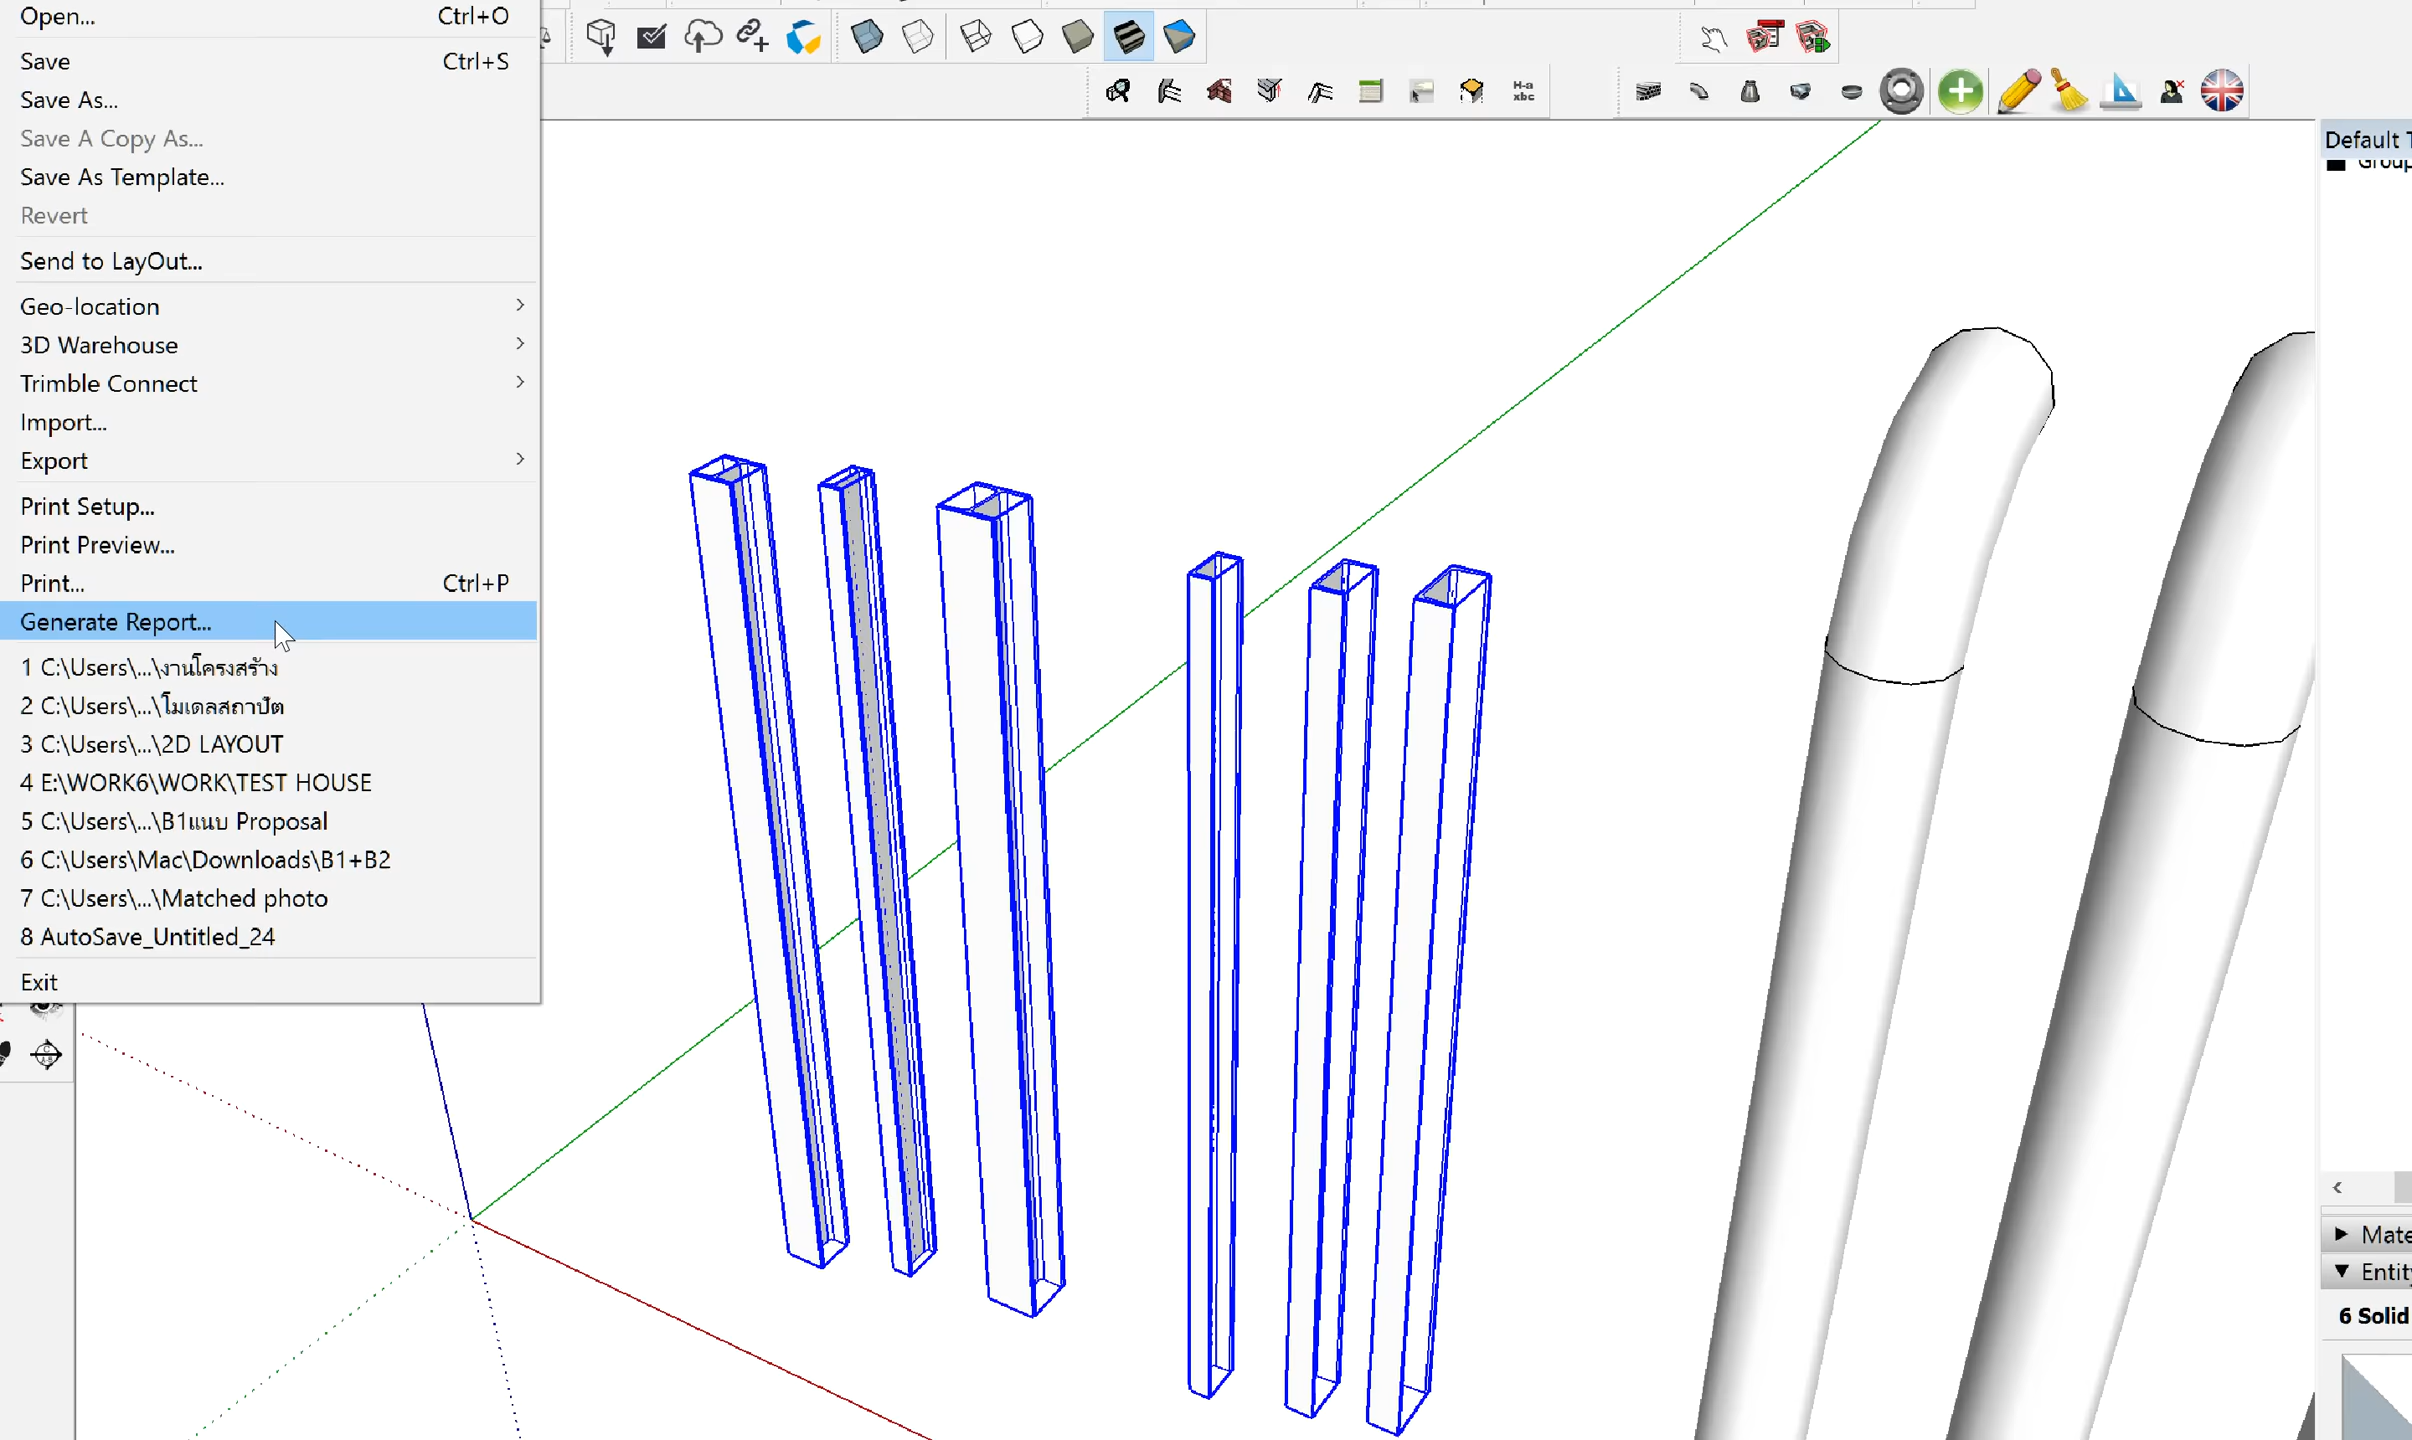 Open... Ctrl+O
Save Ctrl+S
Save As...
Save A Copy As...
Save As Template...
Revert
Send to LayOut...
Geo-location
3D Warehouse
Trimble Connect
Import...
Export
Print Setup...
Print Preview...
Print... Ctrl+P
Generate Report...
1 C:\Users\...\งานโครงสร้าง
2 C:\Users\...\โมเดลสถาปัต
3 C:\Users\...\2D LAYOUT
4 E:\WORK6\WORK\TEST HOUSE
5 C:\Users\...\B1แนบ Proposal
6 C:\Users\Mac\Downloads\B1+B2
7 C:\Users\...\Matched photo
8 AutoSave_Untitled_24
Exit
H-a
xbc
Default T
Group
Mate
Entity
6 Solid